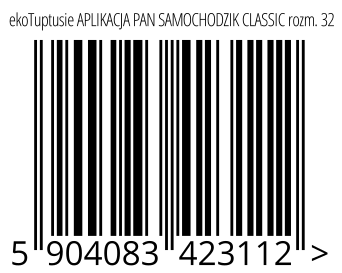 ekoTuptusie APLIKACJA PAN SAMOCHODZIK CLASSIC rozm. 32
5 904083 423112 >